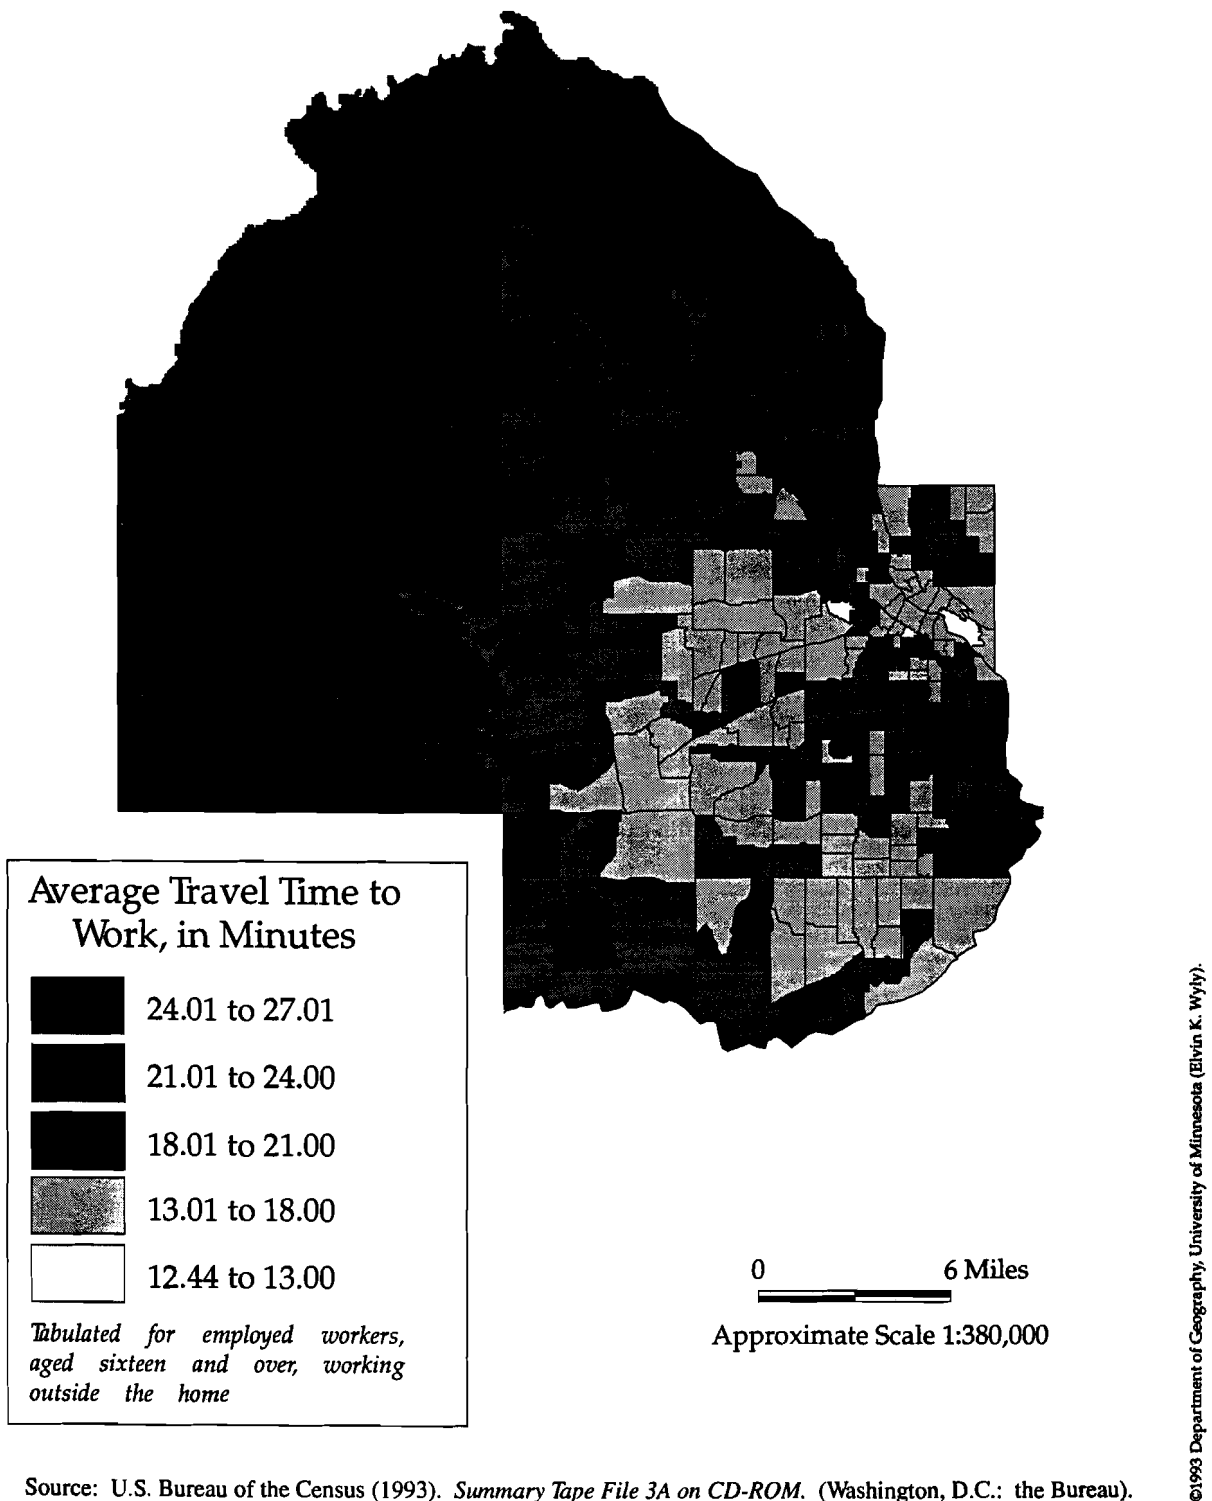 Average Travel Time to
Work, in Minutes
24.01 to 27.01
21.01 to 24.00
18.01 to 21.00
13.01 to 18.00
12.44 to 13.00
Tabulated for employed workers,
aged sixteen and over, working
outside the home
0 6 Miles
Approximate Scale 1:380,000
©1993 Department of Geography, University of Minnesota (Elvin K. Wyly).
Source: U.S. Bureau of the Census (1993). Summary Tape File 3A on CD-ROM. (Washington, D.C.: the Bureau).